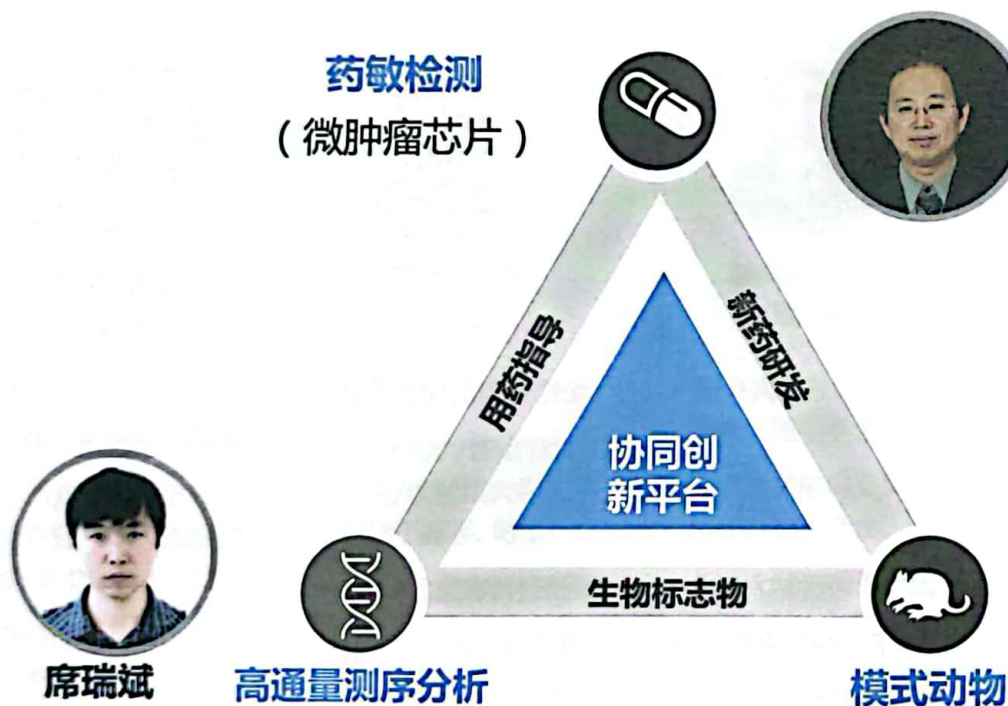 药敏检测
（微肿瘤芯片）
用药指导
新药研发
协同创
新平台
生物标志物
席瑞斌
高通量测序分析
模式动物